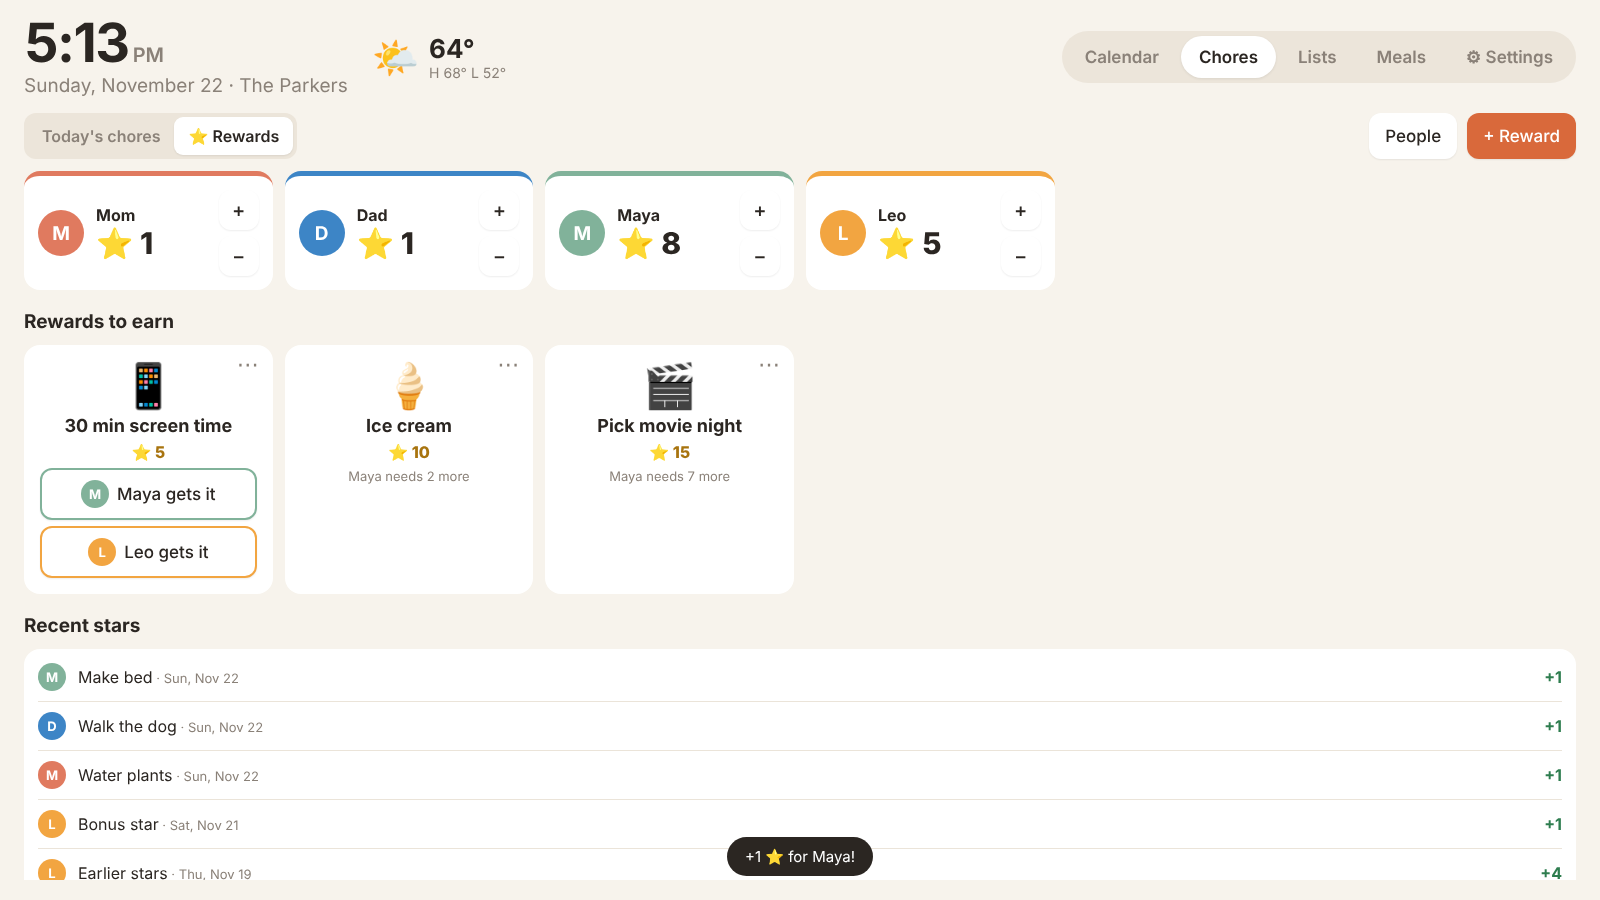 5:13 PM
Sunday, November 22 · The Parkers
64°
H 68° L 52°
Calendar
Chores
Lists
Meals
⚙ Settings
Today's chores
⭐ Rewards
People
+ Reward
M
Mom
⭐ 1
+
−
D
Dad
⭐ 1
+
−
M
Maya
⭐ 8
+
−
L
Leo
⭐ 5
+
−
Rewards to earn
...
30 min screen time
⭐ 5
M Maya gets it
L Leo gets it
...
Ice cream
⭐ 10
Maya needs 2 more
...
Pick movie night
⭐ 15
Maya needs 7 more
Recent stars
M Make bed · Sun, Nov 22 +1
D Walk the dog · Sun, Nov 22 +1
M Water plants · Sun, Nov 22 +1
L Bonus star · Sat, Nov 21 +1
L Earlier stars · Thu, Nov 19 +4
+1 ⭐ for Maya!